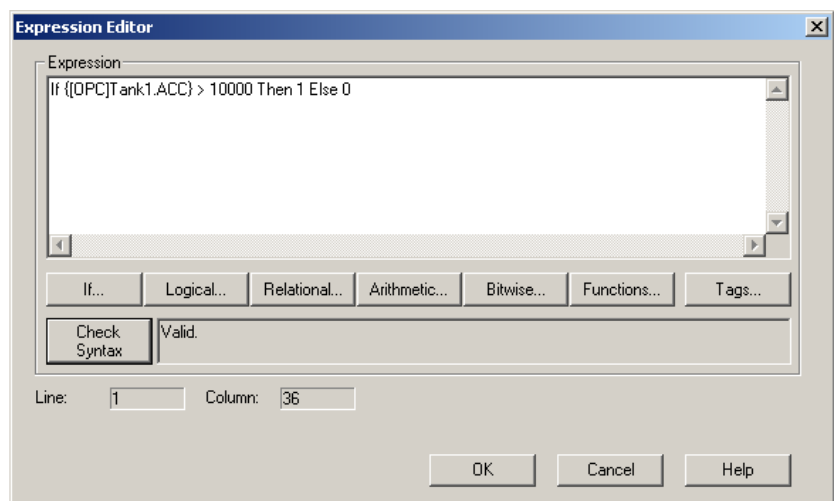 Expression Editor
Expression
If {[OPC]Tank1.ACC} > 10000 Then 1 Else 0
If... Logical... Relational... Arithmetic... Bitwise... Functions... Tags...
Check Syntax
Valid.
Line: 1 Column: 36
OK Cancel Help